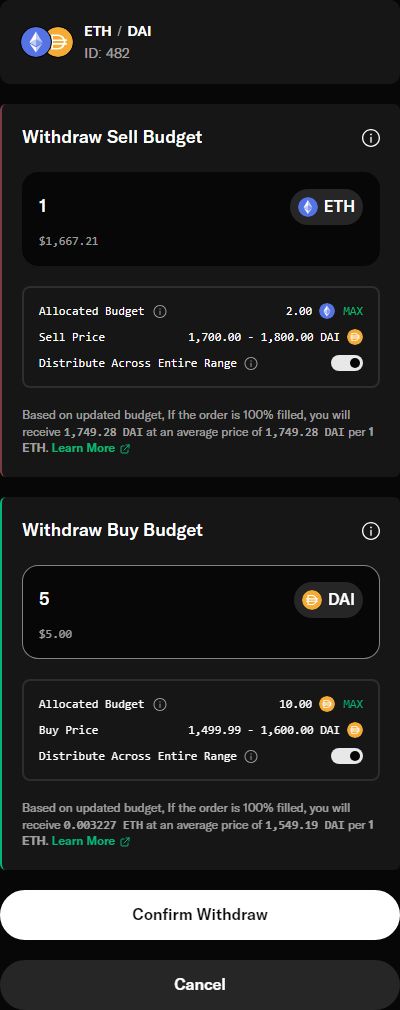 ETH / DAI
ID: 482
Withdraw Sell Budget
1 ETH
$1,667.21
Allocated Budget 2.00 MAX
Sell Price 1,700.00 - 1,800.00 DAI
Distribute Across Entire Range
Based on updated budget, If the order is 100% filled, you will
receive 1,749.28 DAI at an average price of 1,749.28 DAI per 1
ETH. Learn More
Withdraw Buy Budget
5 DAI
$5.00
Allocated Budget 10.00 MAX
Buy Price 1,499.99 - 1,600.00 DAI
Distribute Across Entire Range
Based on updated budget, If the order is 100% filled, you will
receive 0.003227 ETH at an average price of 1,549.19 DAI per 1
ETH. Learn More
Confirm Withdraw
Cancel